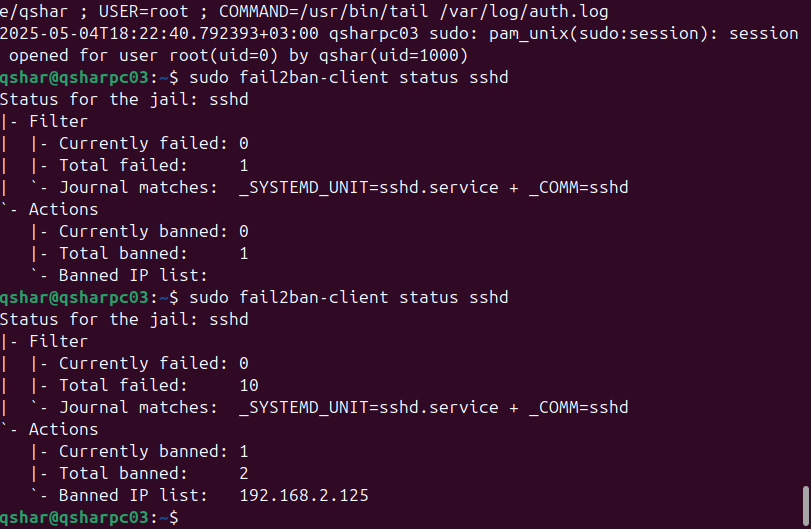 e/qshar ; USER=root ; COMMAND=/usr/bin/tail /var/log/auth.log
2025-05-04T18:22:40.792393+03:00 qsharpc03 sudo: pam_unix(sudo:session): session
 opened for user root(uid=0) by qshar(uid=1000)
qshar@qsharpc03:~$ sudo fail2ban-client status sshd
Status for the jail: sshd
|- Filter
|  |- Currently failed: 0
|  |- Total failed:     1
|  `- Journal matches:  _SYSTEMD_UNIT=sshd.service + _COMM=sshd
`- Actions
   |- Currently banned: 0
   |- Total banned:     1
   `- Banned IP list:
qshar@qsharpc03:~$ sudo fail2ban-client status sshd
Status for the jail: sshd
|- Filter
|  |- Currently failed: 0
|  |- Total failed:     10
|  `- Journal matches:  _SYSTEMD_UNIT=sshd.service + _COMM=sshd
`- Actions
   |- Currently banned: 1
   |- Total banned:     2
   `- Banned IP list:   192.168.2.125
qshar@qsharpc03:~$